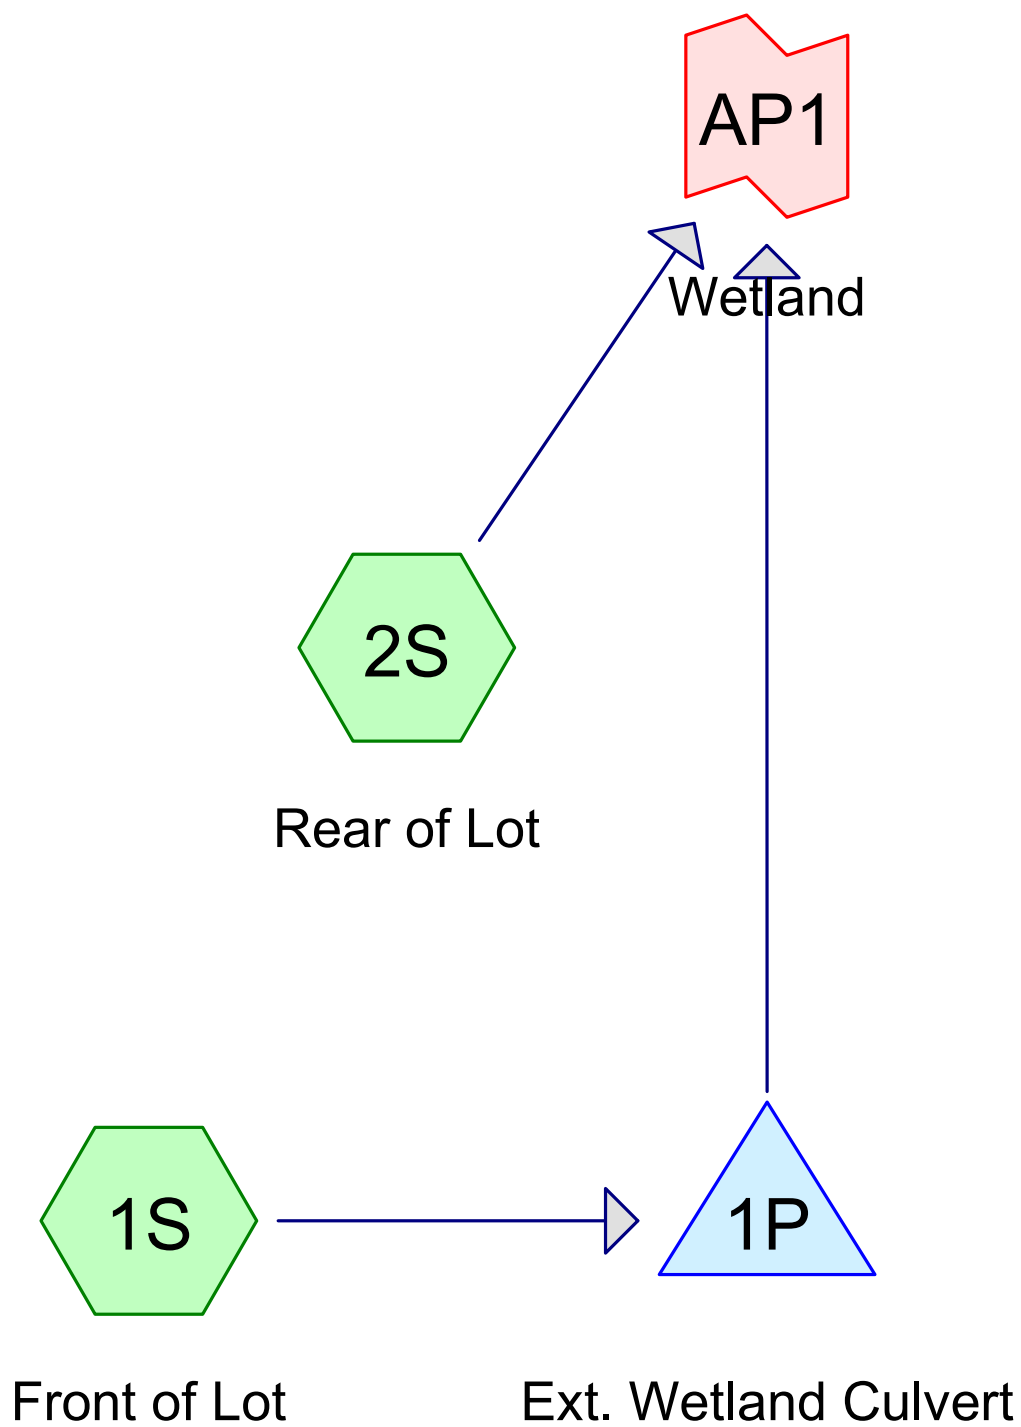 AP1
Wetland
2S
Rear of Lot
1S
1P
Front of Lot
Ext. Wetland Culvert